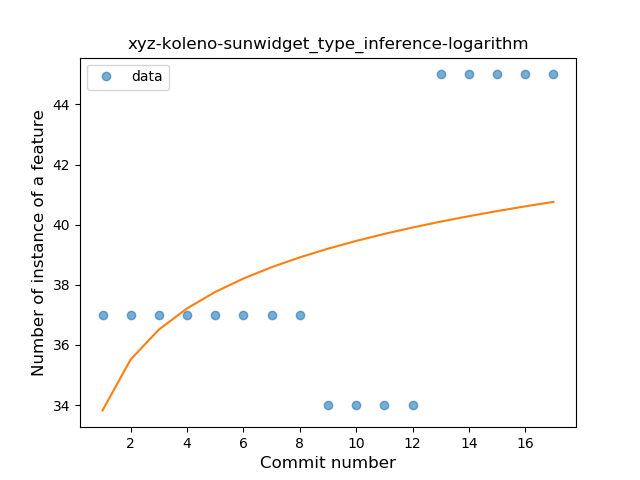 xyz-koleno-sunwidget_type_inference-logarithm
data
Number of instance of a feature
44
42
40
38
36
34
2 4 6 8 10 12 14 16
Commit number